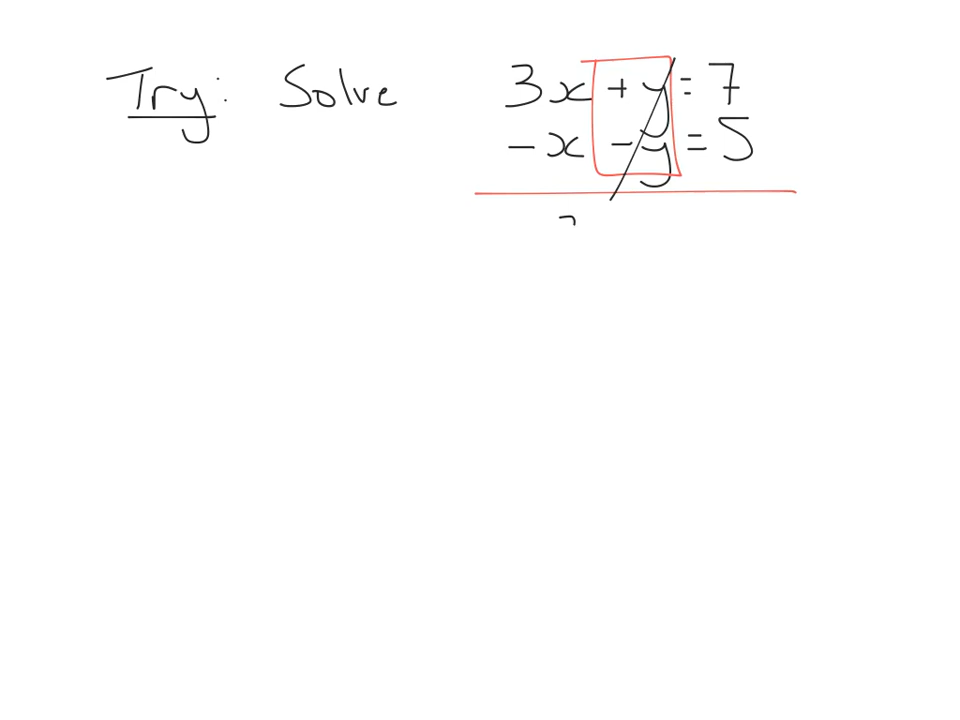 Try: Solve 3x + y = 7
- x - y = 5